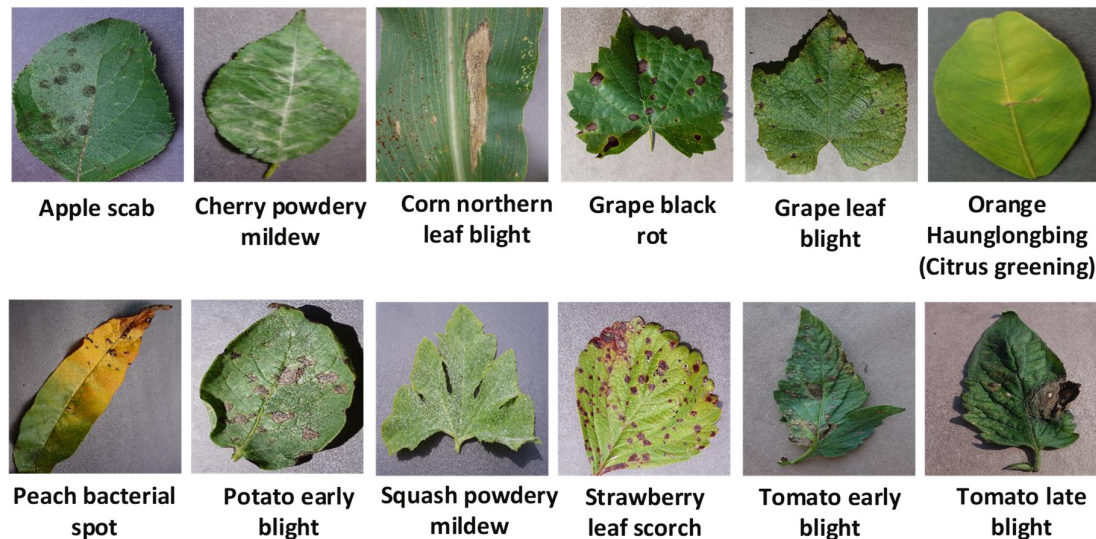 Apple scab
Cherry powdery
mildew
Corn northern
leaf blight
Grape black
rot
Grape leaf
blight
Orange
Haunglongbing
(Citrus greening)
Peach bacterial
spot
Potato early
blight
Squash powdery
mildew
Strawberry
leaf scorch
Tomato early
blight
Tomato late
blight